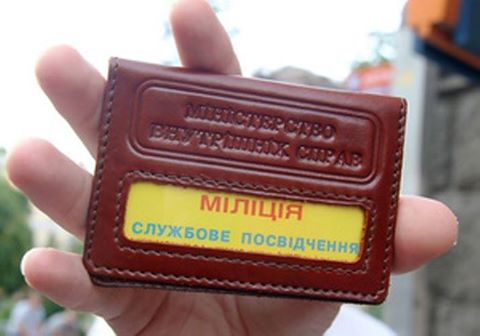 МІНІСТЕРСТВО
ВНУТРІШНІХ СПРАВ
МІЛІЦІЯ
СЛУЖБОВЕ ПОСВІДЧЕННЯ